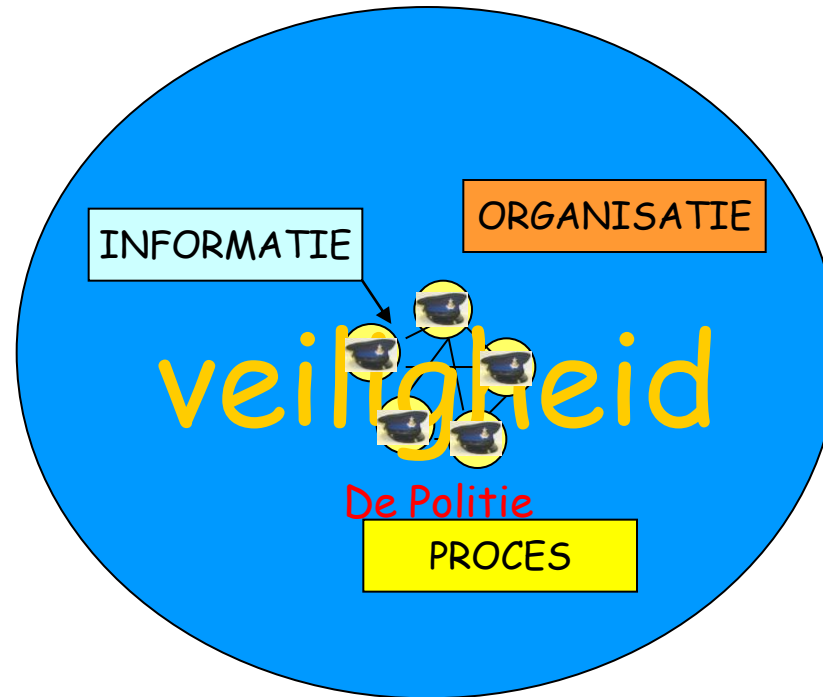 ORGANISATIE
INFORMATIE
veiligheid
De Politie
PROCES